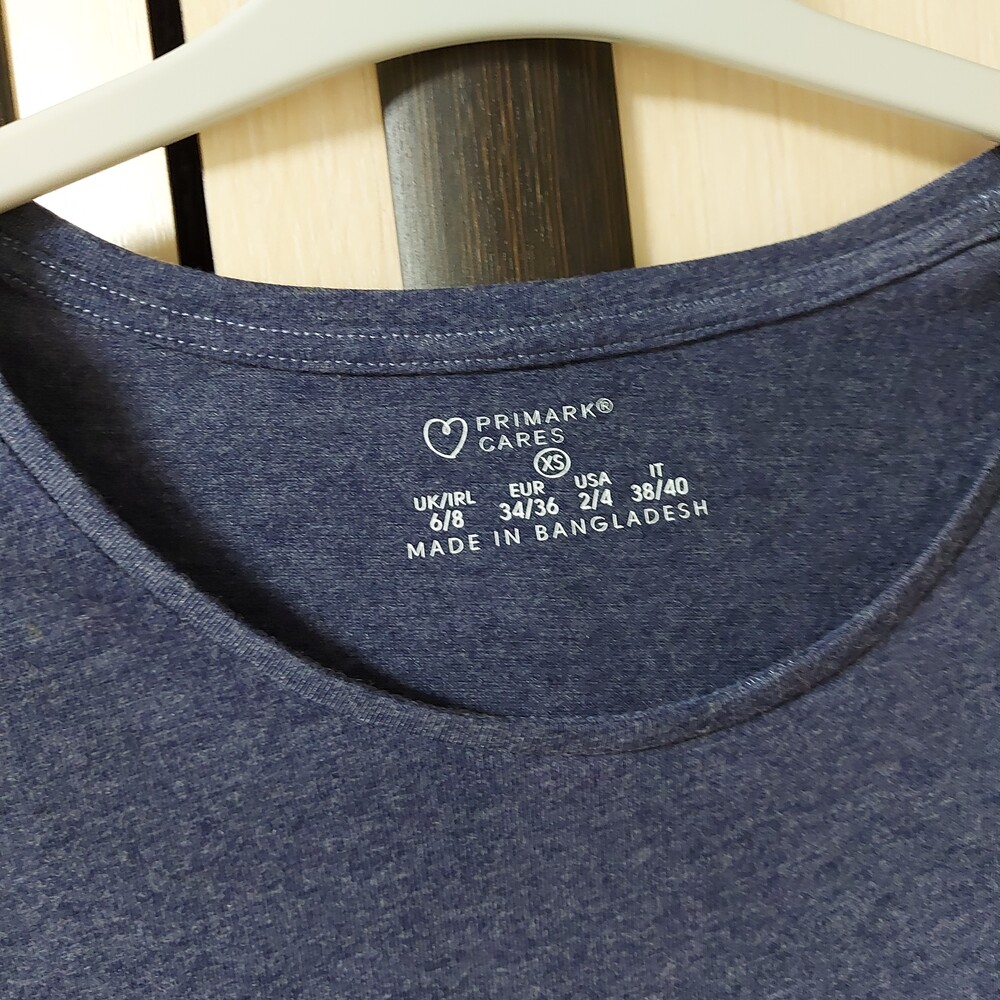 PRIMARK®
CARES
XS
UK/IRL EUR USA IT
6/8 34/36 2/4 38/40
MADE IN BANGLADESH